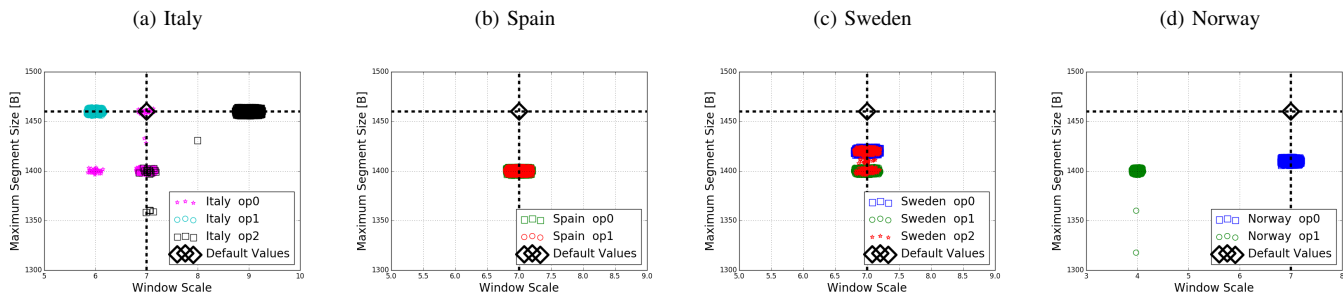 (a) Italy
(b) Spain
(c) Sweden
(d) Norway
Maximum Segment Size [B]
1500
1450
1400
1350
1300
5
6
7
8
9
10
Window Scale
Italy op0
Italy op1
Italy op2
Default Values
Maximum Segment Size [B]
1500
1450
1400
1350
1300
5.0
5.5
6.0
6.5
7.0
7.5
8.0
8.5
9.0
Window Scale
Spain op0
Spain op1
Default Values
Maximum Segment Size [B]
1500
1450
1400
1350
1300
5.0
5.5
6.0
6.5
7.0
7.5
8.0
8.5
9.0
Window Scale
Sweden op0
Sweden op1
Sweden op2
Default Values
Maximum Segment Size [B]
1500
1450
1400
1350
1300
3
4
5
6
7
8
Window Scale
Norway op0
Norway op1
Default Values